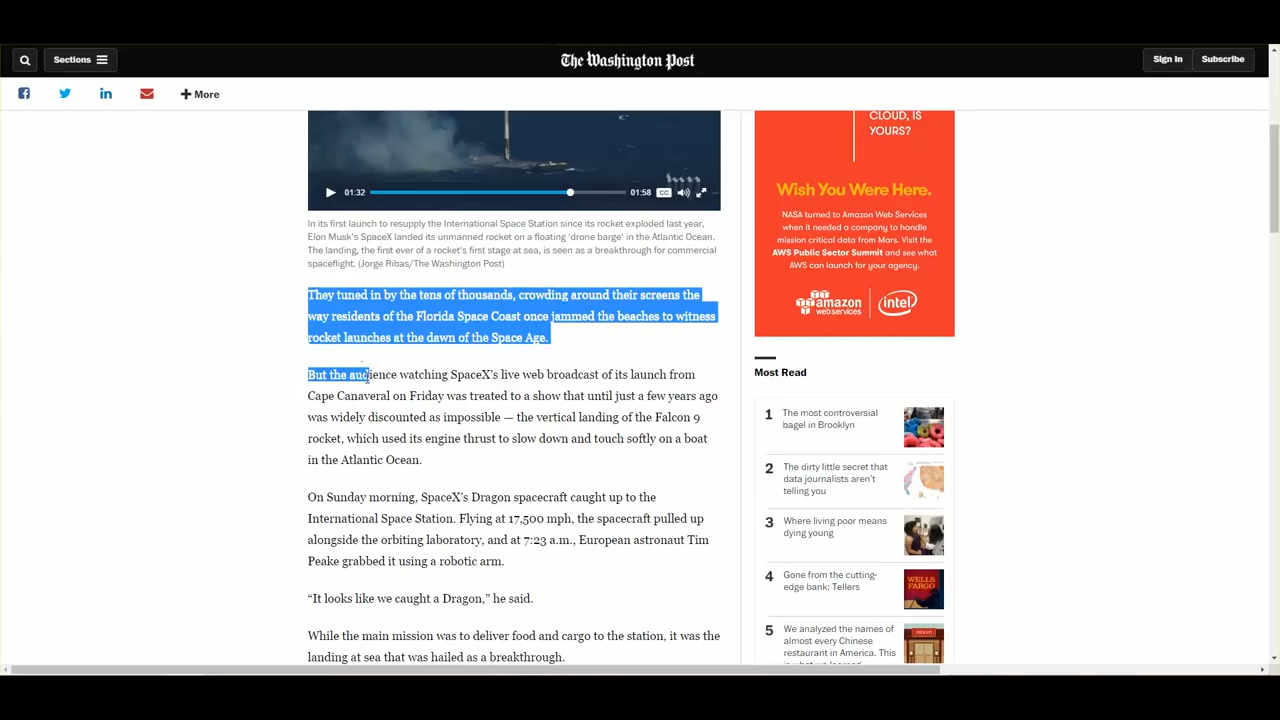 Sections
The Washington Post
Sign In
Subscribe
More
CLOUD, IS
YOURS?
01:32
01:58
CC
Wish You Were Here.
NASA turned to Amazon Web Services
when it needed a company to handle
mission critical data from Mars. Visit the
AWS Public Sector Summit and see what
AWS can launch for your agency.
amazon
webservices
intel
In its first launch to resupply the International Space Station since its rocket exploded last year,
Elon Musk's SpaceX landed its unmanned rocket on a floating 'drone barge' in the Atlantic Ocean.
The landing, the first ever of a rocket's first stage at sea, is seen as a breakthrough for commercial
spaceflight. (Jorge Ribas/The Washington Post)
They tuned in by the tens of thousands, crowding around their screens the
way residents of the Florida Space Coast once jammed the beaches to witness
rocket launches at the dawn of the Space Age.
But the audience watching SpaceX's live web broadcast of its launch from
Cape Canaveral on Friday was treated to a show that until just a few years ago
was widely discounted as impossible — the vertical landing of the Falcon 9
rocket, which used its engine thrust to slow down and touch softly on a boat
in the Atlantic Ocean.
On Sunday morning, SpaceX's Dragon spacecraft caught up to the
International Space Station. Flying at 17,500 mph, the spacecraft pulled up
alongside the orbiting laboratory, and at 7:23 a.m., European astronaut Tim
Peake grabbed it using a robotic arm.
“It looks like we caught a Dragon,” he said.
While the main mission was to deliver food and cargo to the station, it was the
landing at sea that was hailed as a breakthrough.
Most Read
1
The most controversial
bagel in Brooklyn
2
The dirty little secret that
data journalists aren't
telling you
3
Where living poor means
dying young
4
Gone from the cutting-
edge bank: Tellers
WELLS
FARGO
5
We analyzed the names of
almost every Chinese
restaurant in America. This
is what we learned